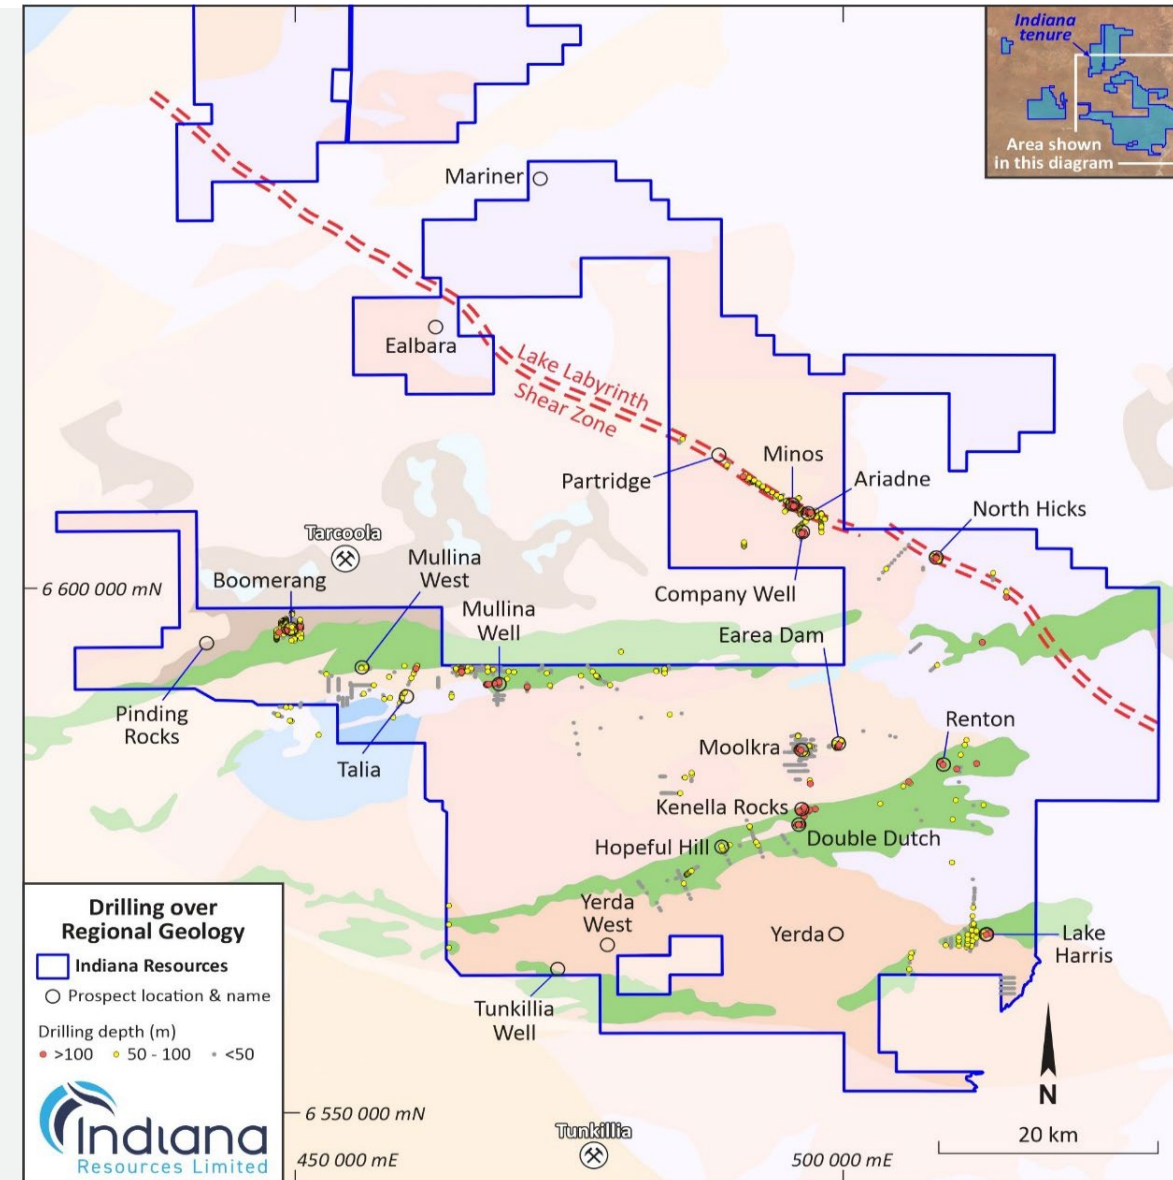 Indiana
tenure
Area shown
in this diagram
Mariner
Ealbara
Lake Labyrinth
Shear Zone
Minos
Partridge
Ariadne
North Hicks
Tarcoola
Mullina
West
Boomerang
6 600 000 mN
Mullina
Well
Company Well
Earea Dam
Pinding
Rocks
Talia
Renton
Moolkra
Kenella Rocks
Double Dutch
Hopeful Hill
Yerda
West
Yerda
Lake
Harris
Tunkillia
Well
Drilling over
Regional Geology
Indiana Resources
Prospect location & name
Drilling depth (m)
>100 50 - 100 <50
Indiana
Resources Limited
6 550 000 mN
Tunkillia
450 000 mE
500 000 mE
N
20 km